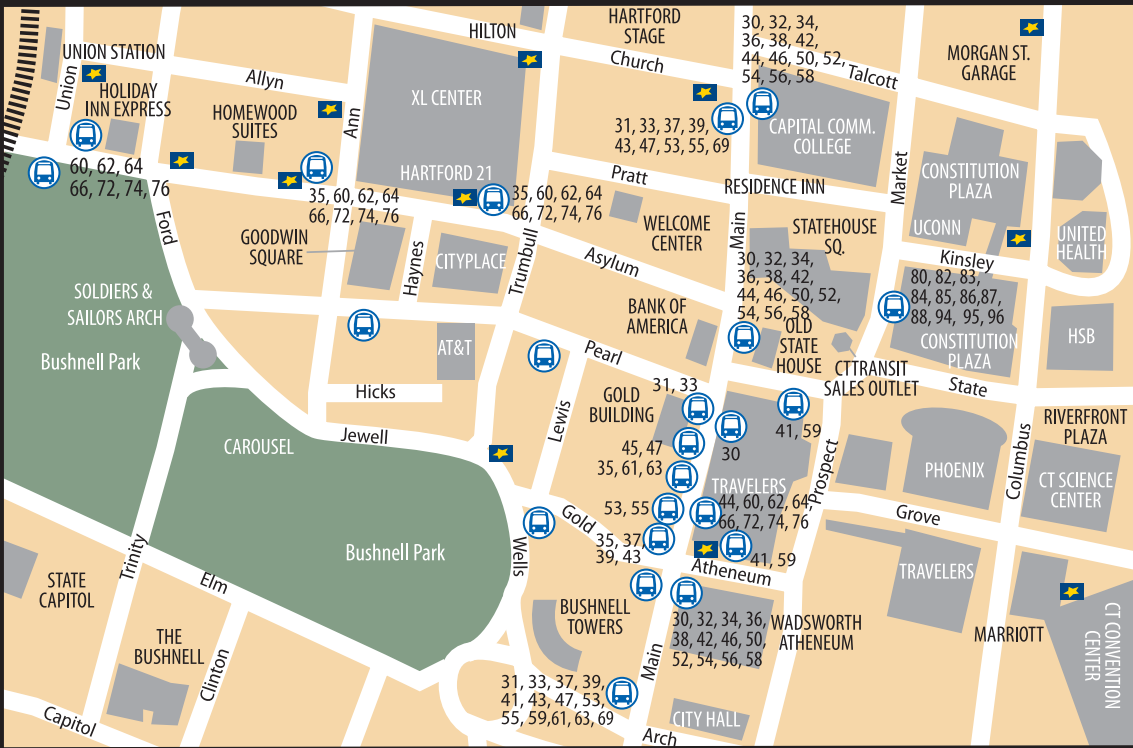 HARTFORD
STAGE
HILTON
UNION STATION
Union
Allyn
HOLIDAY
INN EXPRESS
HOMEWOOD
SUITES
Ann
XL CENTER
Church
30, 32, 34,
36, 38, 42,
44, 46, 50, 52,
54, 56, 58
Talcott
MORGAN ST.
GARAGE
31, 33, 37, 39,
43, 47, 53, 55, 69
CAPITAL COMM.
COLLEGE
60, 62, 64
66, 72, 74, 76
HARTFORD 21
35, 60, 62, 64
66, 72, 74, 76
35, 60, 62, 64
66, 72, 74, 76
Pratt
RESIDENCE INN
Market
CONSTITUTION
PLAZA
UCONN
UNITED
HEALTH
Ford
GOODWIN
SQUARE
Haynes
CITYPLACE
Trumbull
Asylum
WELCOME
CENTER
Main
STATEHOUSE
SQ.
Kinsley
30, 32, 34,
36, 38, 42,
44, 46, 50, 52,
54, 56, 58
80, 82, 83,
84, 85, 86,87,
88, 94, 95, 96
CONSTITUTION
PLAZA
HSB
SOLDIERS &
SAILORS ARCH
Bushnell Park
AT&T
BANK OF
AMERICA
OLD
STATE
HOUSE
CTTRANSIT
SALES OUTLET
State
Pearl
Hicks
Jewell
Lewis
31, 33
GOLD
BUILDING
45, 47
35, 61, 63
30
41, 59
Prospect
Columbus
RIVERFRONT
PLAZA
CAROUSEL
TRAVELERS
PHOENIX
CT SCIENCE
CENTER
53, 55
44, 60, 62, 64
66, 72, 74, 76
Grove
Gold
35, 37
39, 43
41, 59
Atheneum
TRAVELERS
Bushnell Park
Wells
Trinity
Elm
STATE
CAPITOL
BUSHNELL
TOWERS
30, 32, 34, 36,
38, 42, 46, 50,
52, 54, 56, 58
WADSWORTH
ATHENEUM
MARRIOTT
CT CONVENTION
CENTER
THE
BUSHNELL
Clinton
Main
31, 33, 37, 39,
41, 43, 47, 53,
55, 59,61, 63, 69
CITY HALL
Capitol
Arch